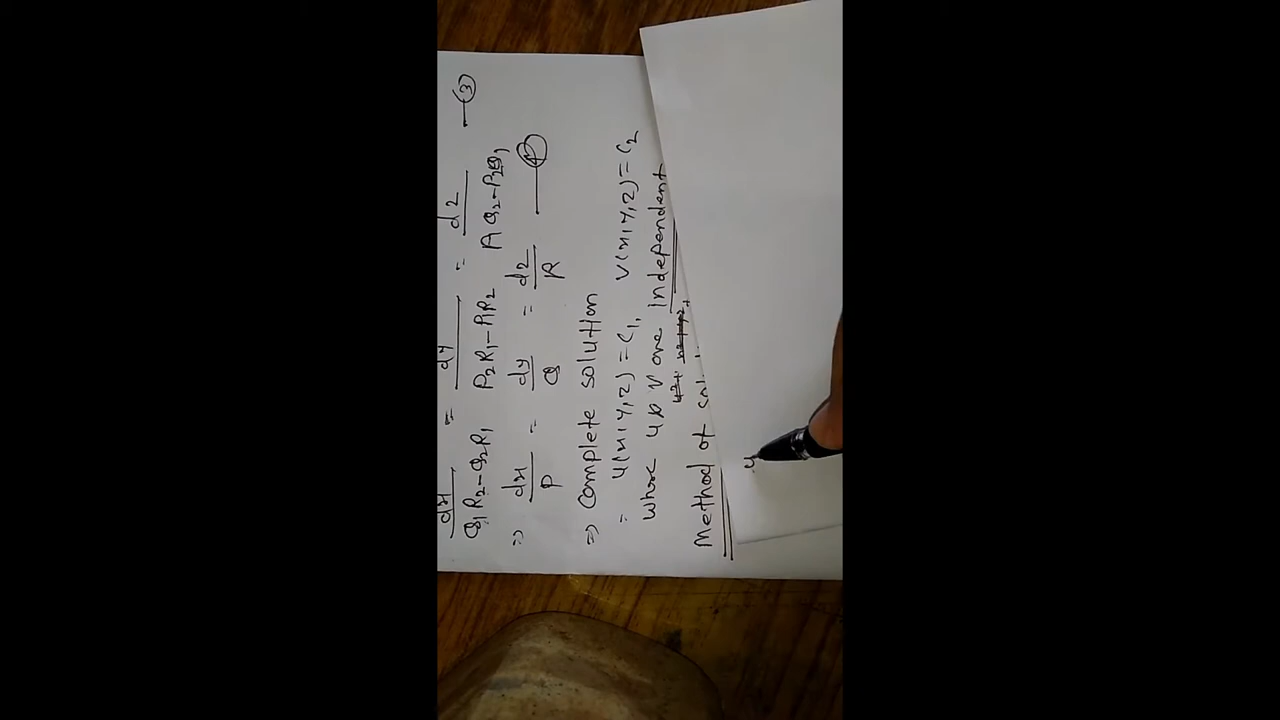 dx = dy = dz —③
Q1R2-Q2R1 P2R1-P1R2 P1Q2-P2Q1
=> dx = dy = dz —④
P Q R
=> Complete solution
= u(x,y,z)=c1, v(x,y,z)=c2
where u & v are independent
Method of
u